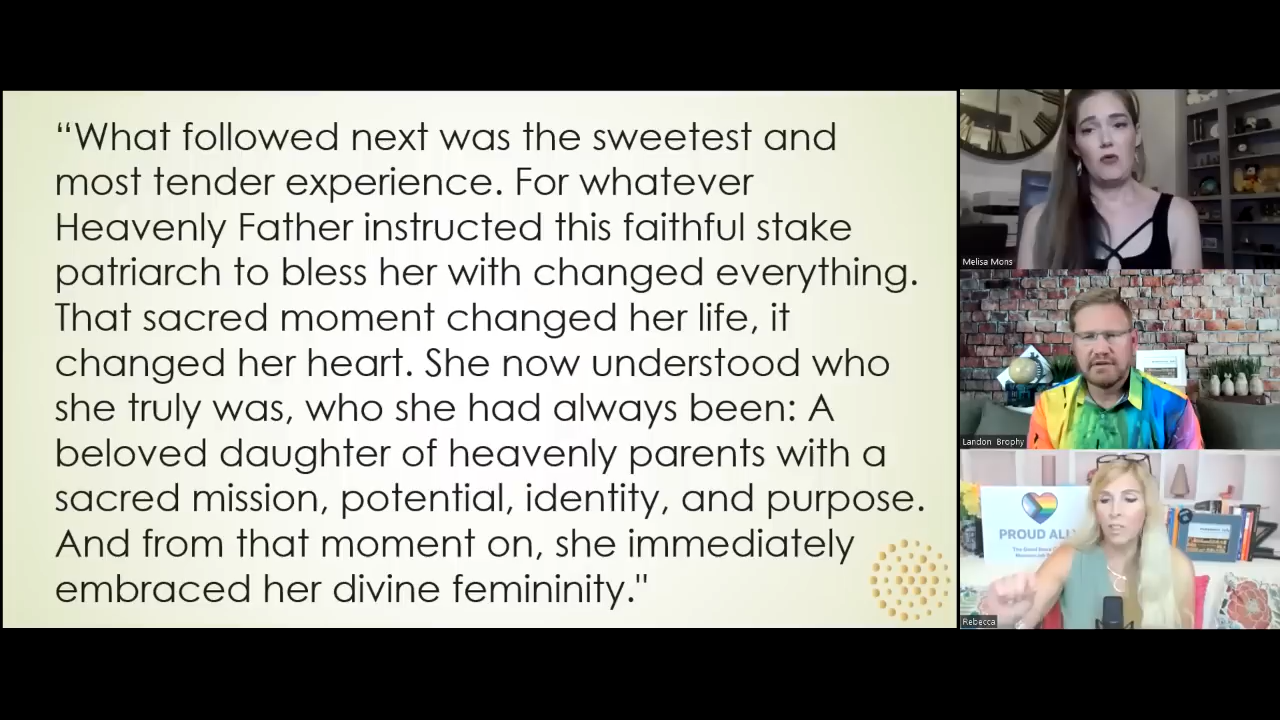 “What followed next was the sweetest and
most tender experience. For whatever
Heavenly Father instructed this faithful stake
patriarch to bless her with changed everything.
That sacred moment changed her life, it
changed her heart. She now understood who
she truly was, who she had always been: A
beloved daughter of heavenly parents with a
sacred mission, potential, identity, and purpose.
And from that moment on, she immediately
embraced her divine femininity."
Melisa Mons
Landon Brophy
PROUD ALLY
Rebecca